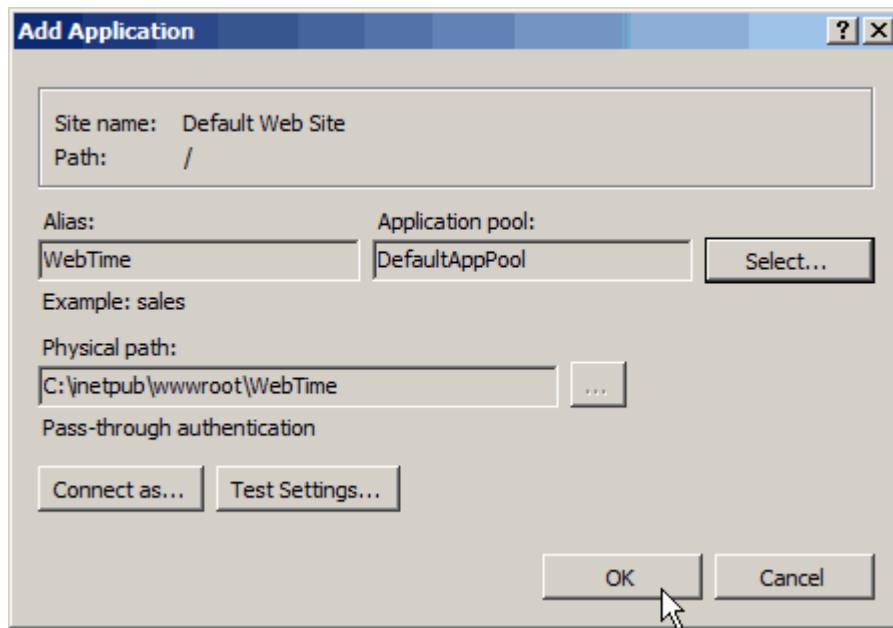 Add Application
Site name: Default Web Site
Path: /
Alias: Application pool:
WebTime DefaultAppPool Select...
Example: sales
Physical path:
C:\inetpub\wwwroot\WebTime ...
Pass-through authentication
Connect as... Test Settings...
OK Cancel